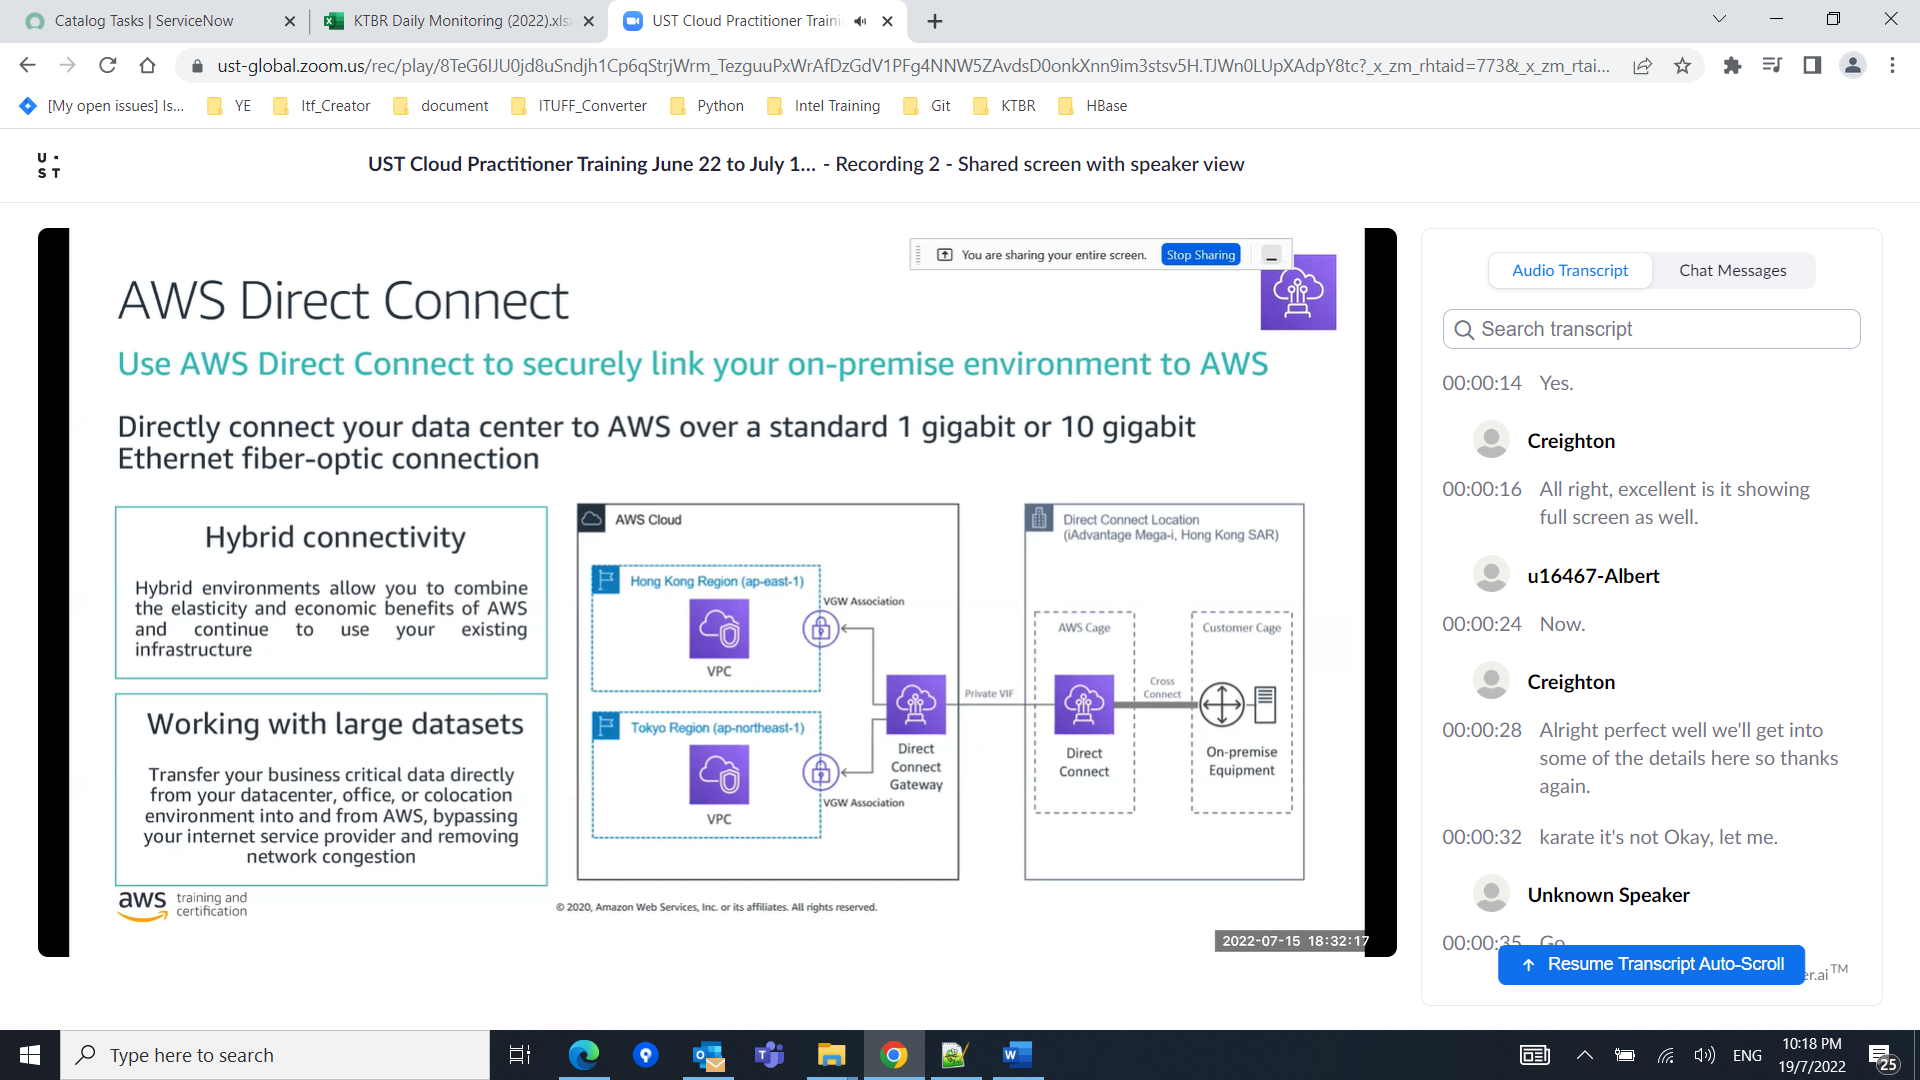 Catalog Tasks | ServiceNow
KTBR Daily Monitoring (2022).xls
UST Cloud Practitioner Traini
ust-global.zoom.us/rec/play/8TeG6IJU0jd8uSndjh1Cp6qStrjWrm_TezguuPxWrAfDzGdV1PFg4NNW5ZAvdsD0onkXnn9im3stsv5H.TJWn0LUpXAdpY8tc?_x_zm_rhtaid=773&_x_zm_rtai...
[My open issues] Is...
YE
Itf_Creator
document
ITUFF_Converter
Python
Intel Training
Git
KTBR
HBase
U ·
S T
UST Cloud Practitioner Training June 22 to July 1... - Recording 2 - Shared screen with speaker view
You are sharing your entire screen.
Stop Sharing
AWS Direct Connect
Use AWS Direct Connect to securely link your on-premise environment to AWS
Directly connect your data center to AWS over a standard 1 gigabit or 10 gigabit
Ethernet fiber-optic connection
Hybrid connectivity
Hybrid environments allow you to combine
the elasticity and economic benefits of AWS
and continue to use your existing
infrastructure
Working with large datasets
Transfer your business critical data directly
from your datacenter, office, or colocation
environment into and from AWS, bypassing
your internet service provider and removing
network congestion
AWS Cloud
Hong Kong Region (ap-east-1)
VGW Association
VPC
Tokyo Region (ap-northeast-1)
VPC
VGW Association
Direct
Connect
Gateway
Private VIF
Direct Connect Location
(iAdvantage Mega-i, Hong Kong SAR)
AWS Cage
Direct
Connect
Cross
Connect
Customer Cage
On-premise
Equipment
aws training and
certification
© 2020, Amazon Web Services, Inc. or its affiliates. All rights reserved.
2022-07-15 18:32:17
Audio Transcript
Chat Messages
Search transcript
00:00:14 Yes.
Creighton
00:00:16 All right, excellent is it showing
full screen as well.
u16467-Albert
00:00:24 Now.
Creighton
00:00:28 Alright perfect well we'll get into
some of the details here so thanks
again.
00:00:32 karate it's not Okay, let me.
Unknown Speaker
00:00:35 Go
Resume Transcript Auto-Scroll
er.ai™
Type here to search
ENG
10:18 PM
19/7/2022
25